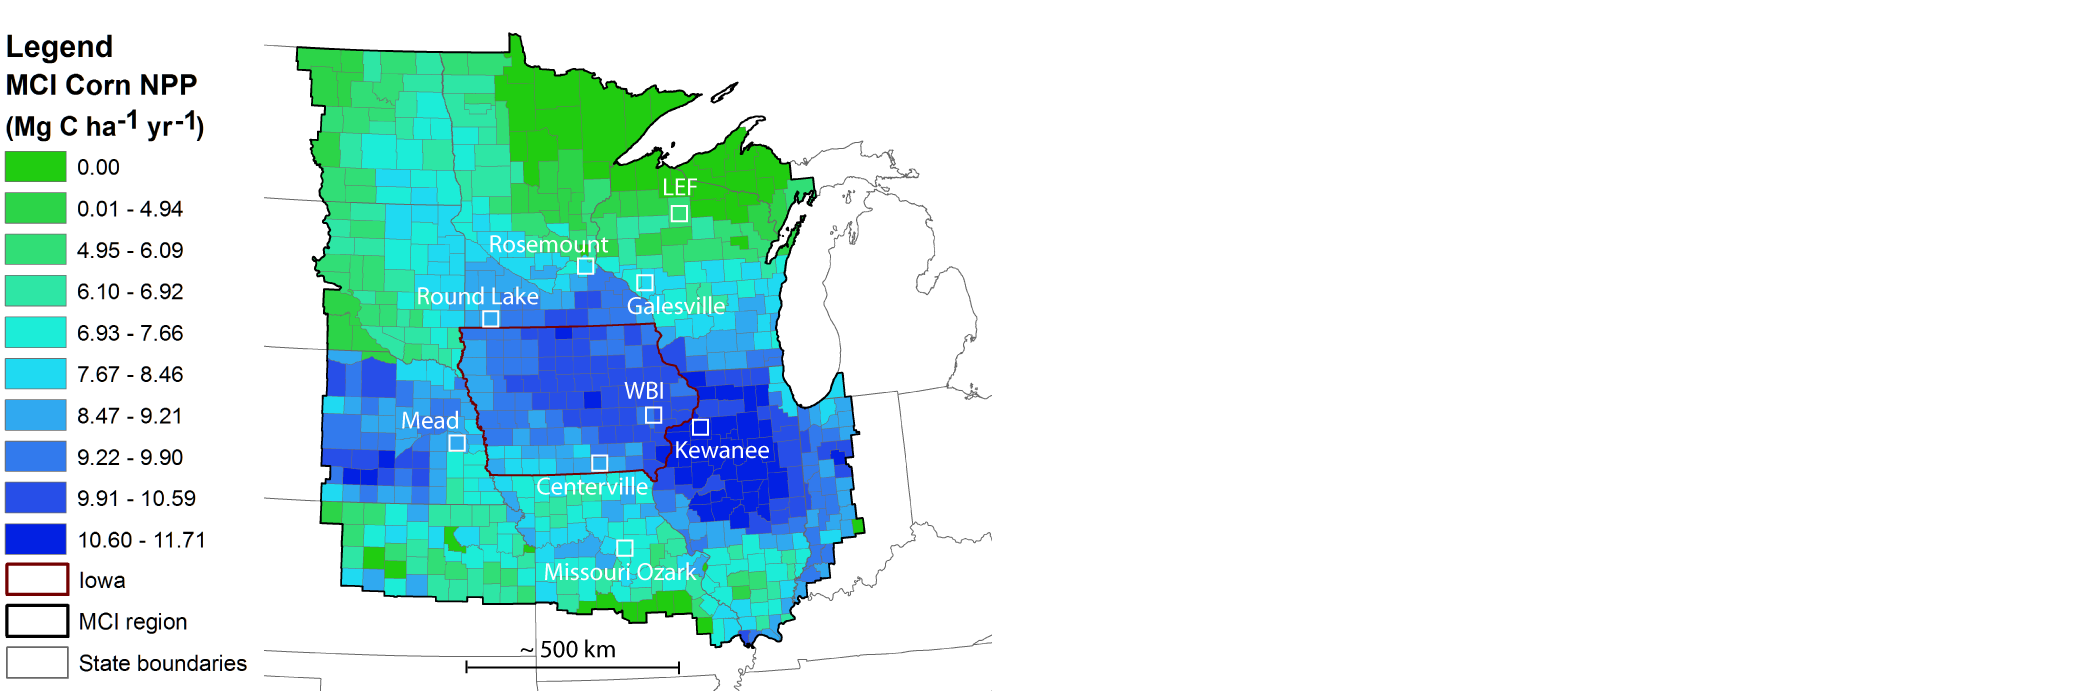 Legend
MCI Corn NPP
(Mg C ha-1 yr-1)
0.00
0.01 - 4.94
4.95 - 6.09
6.10 - 6.92
6.93 - 7.66
7.67 - 8.46
8.47 - 9.21
9.22 - 9.90
9.91 - 10.59
10.60 - 11.71
Iowa
MCI region
State boundaries
LEF
Rosemount
Round Lake
Galesville
WBI
Mead
Kewanee
Centerville
Missouri Ozark
~ 500 km